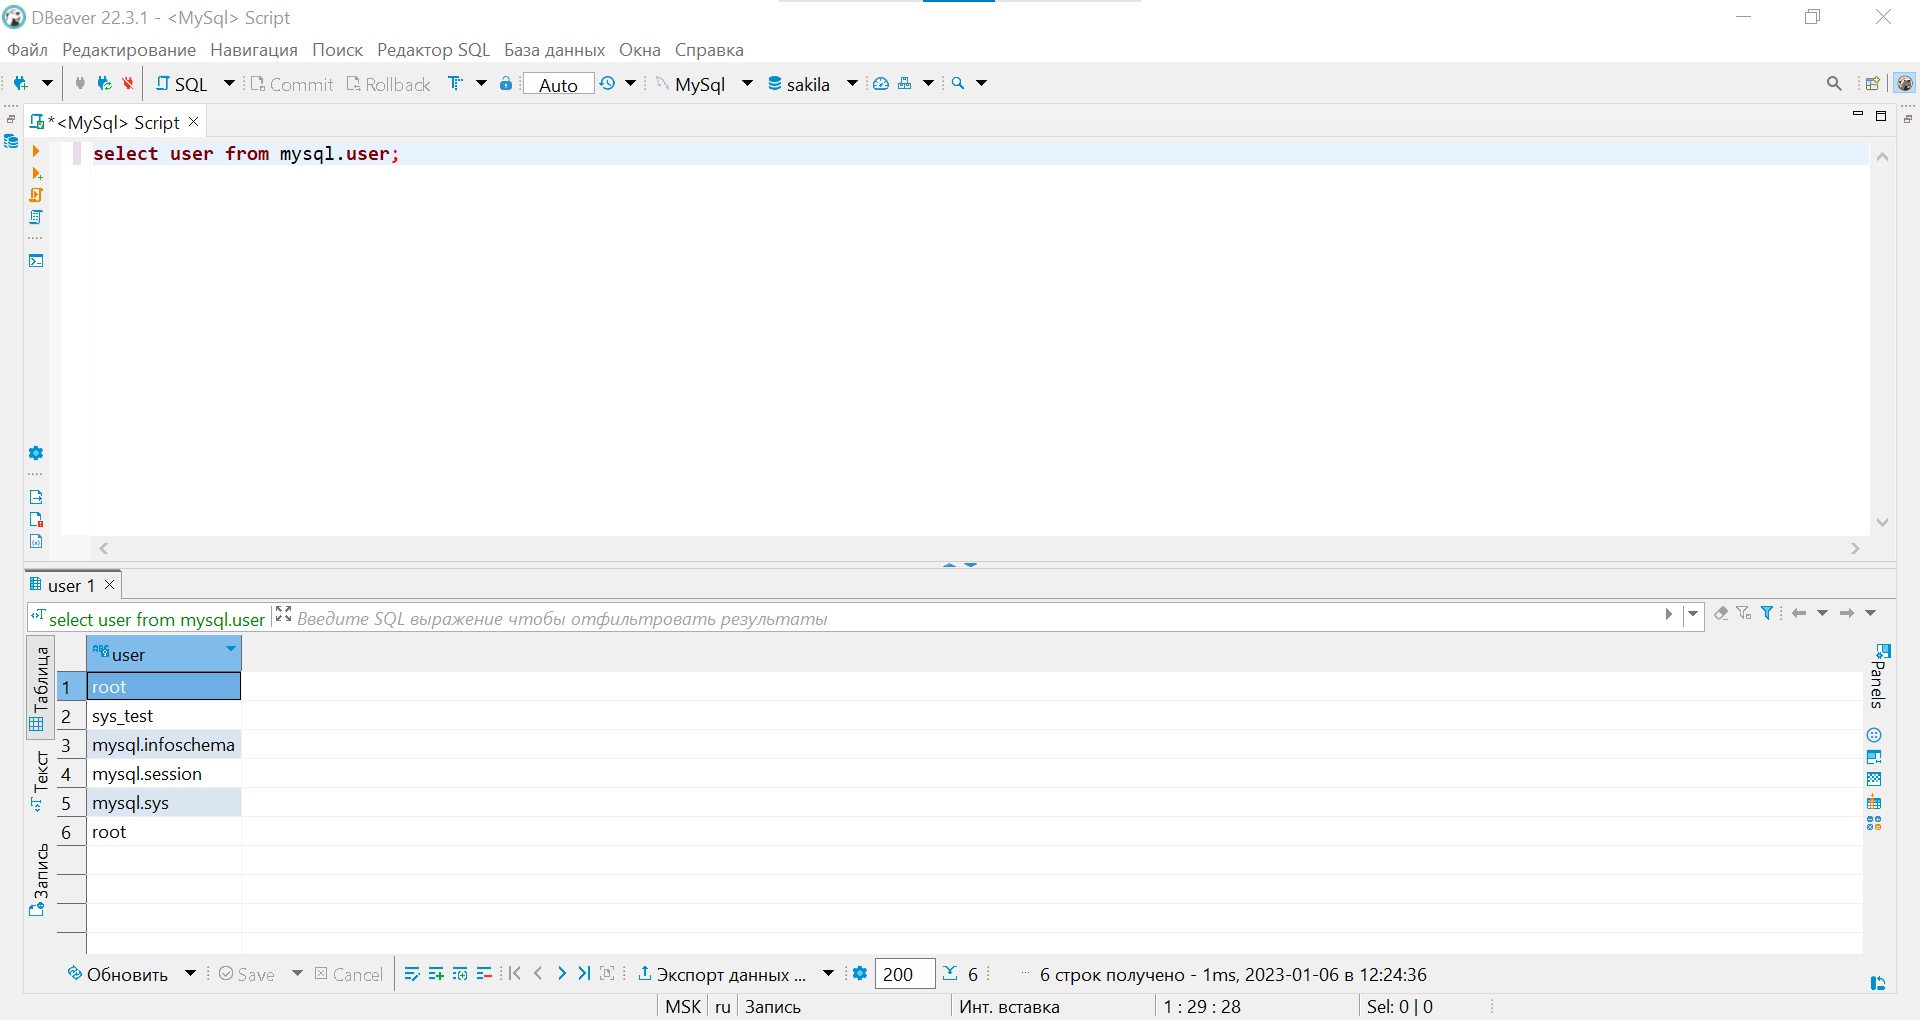 DBeaver 22.3.1 - <MySql> Script
Файл Редактирование Навигация Поиск Редактор SQL База данных Окна Справка
SQL Commit Rollback Auto MySql sakila
*<MySql> Script
select user from mysql.user;
user 1
select user from mysql.user Введите SQL выражение чтобы отфильтровать результаты
Таблица
Текст
Запись
user
1 root
2 sys_test
3 mysql.infoschema
4 mysql.session
5 mysql.sys
6 root
Panels
Обновить Save Cancel Экспорт данных ... 200 6 6 строк получено - 1ms, 2023-01-06 в 12:24:36
MSK ru Запись Инт. вставка 1 : 29 : 28 Sel: 0 | 0